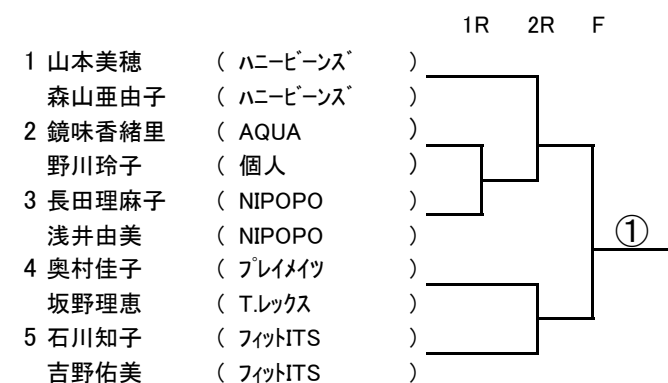 1R 2R F
1 山本美穂 ( ﾊﾆｰﾋﾞｰﾝｽﾞ )
森山亜由子 ( ﾊﾆｰﾋﾞｰﾝｽﾞ )
2 鏡味香緒里 ( AQUA )
野川玲子 ( 個人 )
3 長田理麻子 ( NIPOPO )
浅井由美 ( NIPOPO )
①
4 奥村佳子 ( ﾌﾟﾚｲﾒｲﾂ )
坂野理恵 ( T.ﾚｯｸｽ )
5 石川知子 ( ﾌｨｯﾄITS )
吉野佑美 ( ﾌｨｯﾄITS )